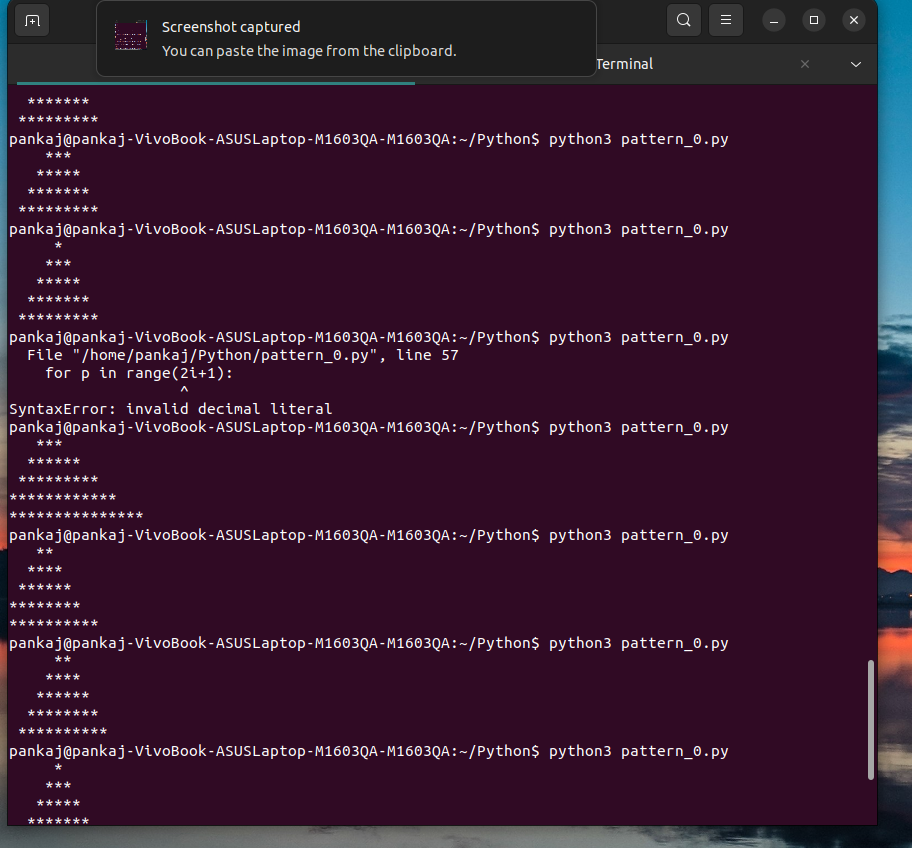 Screenshot captured
You can paste the image from the clipboard.
Terminal
  *******
 *********
pankaj@pankaj-VivoBook-ASUSLaptop-M1603QA-M1603QA:~/Python$ python3 pattern_0.py
    ***
   *****
  *******
 *********
pankaj@pankaj-VivoBook-ASUSLaptop-M1603QA-M1603QA:~/Python$ python3 pattern_0.py
     *
    ***
   *****
  *******
 *********
pankaj@pankaj-VivoBook-ASUSLaptop-M1603QA-M1603QA:~/Python$ python3 pattern_0.py
  File "/home/pankaj/Python/pattern_0.py", line 57
    for p in range(2i+1):
                   ^
SyntaxError: invalid decimal literal
pankaj@pankaj-VivoBook-ASUSLaptop-M1603QA-M1603QA:~/Python$ python3 pattern_0.py
   ***
  ******
 *********
************
***************
pankaj@pankaj-VivoBook-ASUSLaptop-M1603QA-M1603QA:~/Python$ python3 pattern_0.py
   **
  ****
 ******
********
**********
pankaj@pankaj-VivoBook-ASUSLaptop-M1603QA-M1603QA:~/Python$ python3 pattern_0.py
     **
    ****
   ******
  ********
 **********
pankaj@pankaj-VivoBook-ASUSLaptop-M1603QA-M1603QA:~/Python$ python3 pattern_0.py
     *
    ***
   *****
  *******